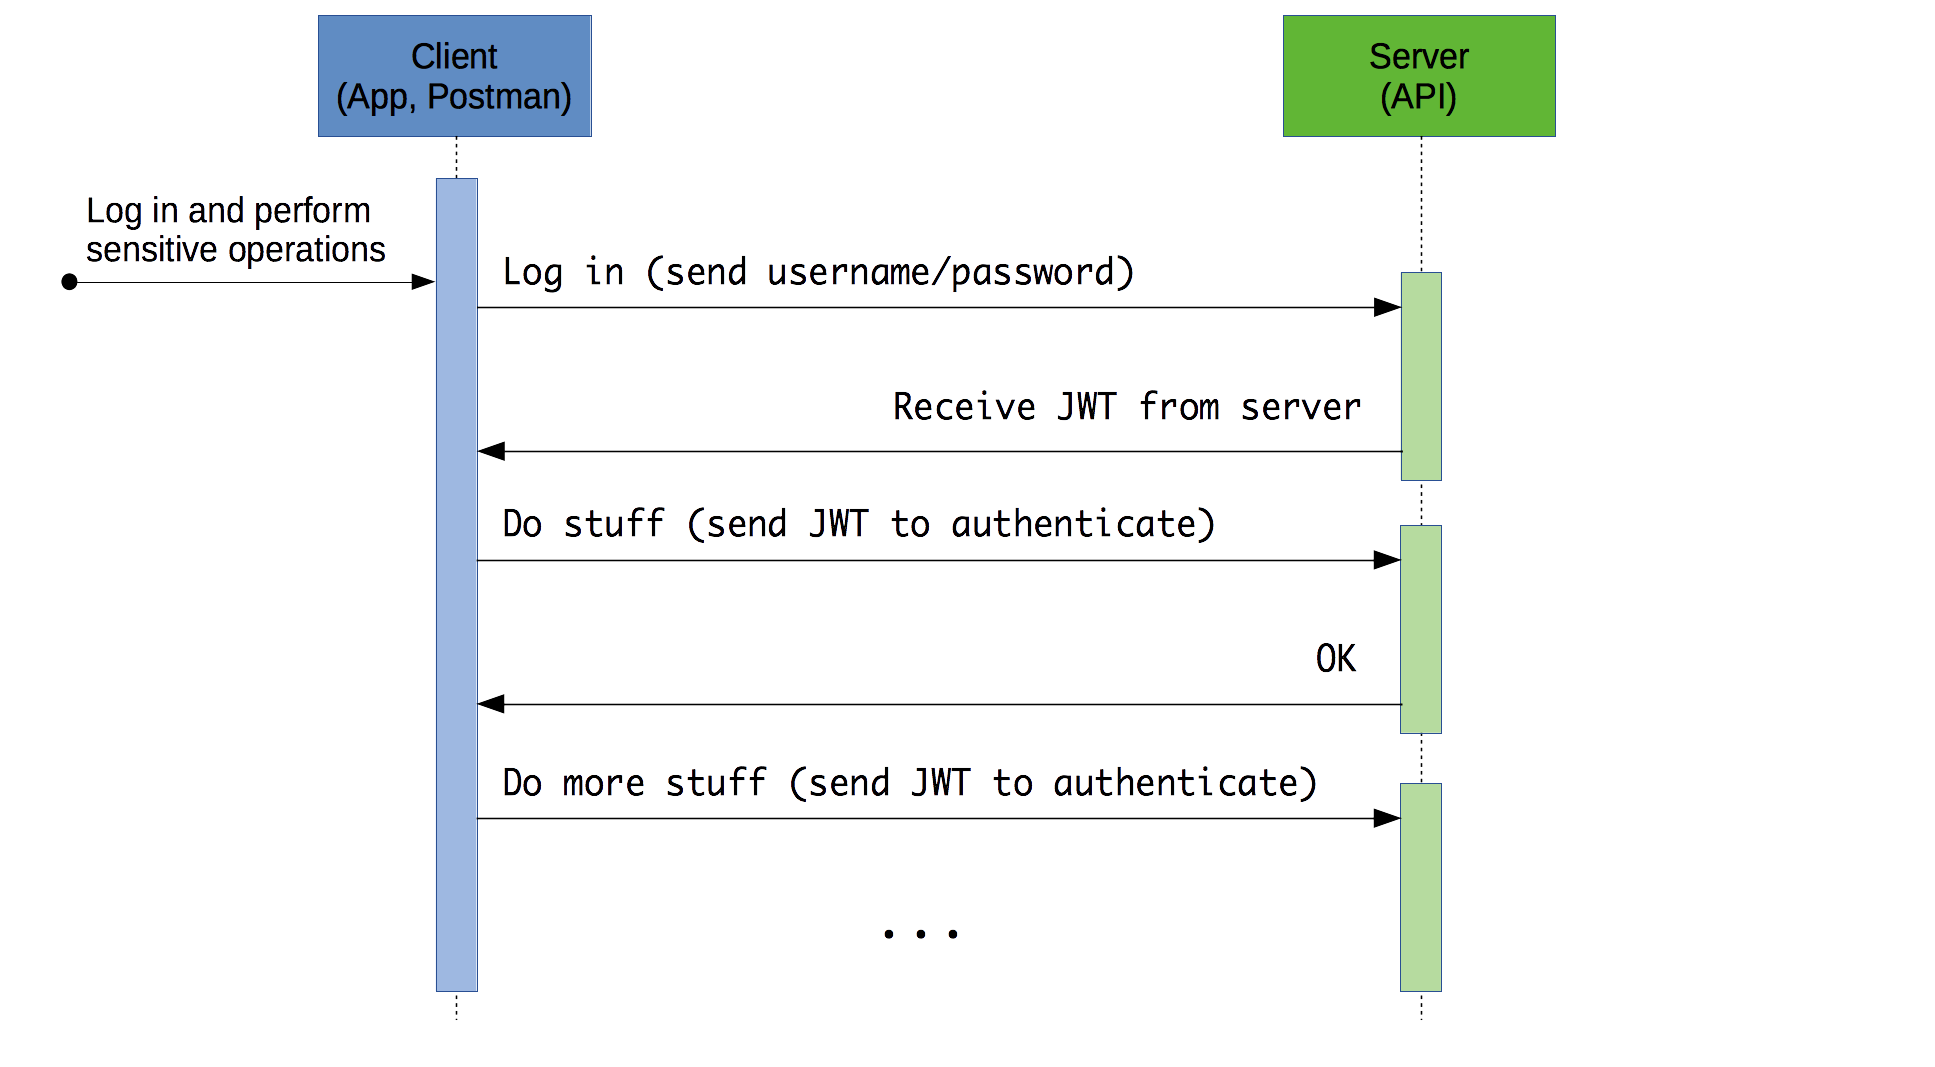 Client
(App, Postman)
Server
(API)
Log in and perform
sensitive operations
Log in (send username/password)
Receive JWT from server
Do stuff (send JWT to authenticate)
OK
Do more stuff (send JWT to authenticate)
...